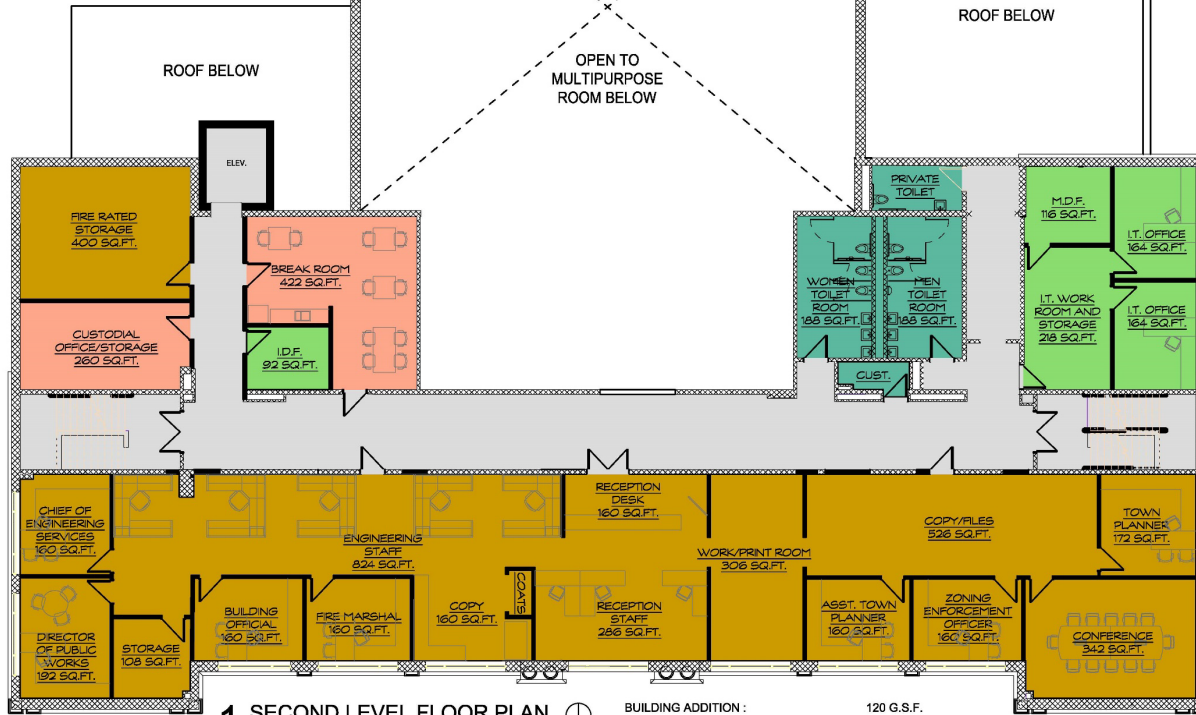 ROOF BELOW
ROOF BELOW
OPEN TO
MULTIPURPOSE
ROOM BELOW
ELEV.
PRIVATE
TOILET
FIRE RATED
STORAGE
400 SQ.FT.
BREAK ROOM
422 SQ.FT.
CUSTODIAL
OFFICE/STORAGE
260 SQ.FT.
I.D.F.
92 SQ.FT.
WOMEN
TOILET
ROOM
188 SQ.FT.
MEN
TOILET
ROOM
188 SQ.FT.
CUST.
M.D.F.
116 SQ.FT.
I.T. OFFICE
164 SQ.FT.
I.T. WORK
ROOM AND
STORAGE
218 SQ.FT.
I.T. OFFICE
164 SQ.FT.
CHIEF OF
ENGINEERING
SERVICES
160 SQ.FT.
ENGINEERING
STAFF
824 SQ.FT.
RECEPTION
DESK
160 SQ.FT.
WORK/PRINT ROOM
306 SQ.FT.
COPY/FILES
526 SQ.FT.
TOWN
PLANNER
172 SQ.FT.
DIRECTOR
OF PUBLIC
WORKS
192 SQ.FT.
STORAGE
108 SQ.FT.
BUILDING
OFFICIAL
160 SQ.FT.
FIRE MARSHAL
160 SQ.FT.
COPY
160 SQ.FT.
COATS
RECEPTION
STAFF
286 SQ.FT.
ASST. TOWN
PLANNER
160 SQ.FT.
ZONING
ENFORCEMENT
OFFICER
160 SQ.FT.
CONFERENCE
342 SQ.FT.
1 SECOND LEVEL FLOOR PLAN
BUILDING ADDITION : 120 G.S.F.